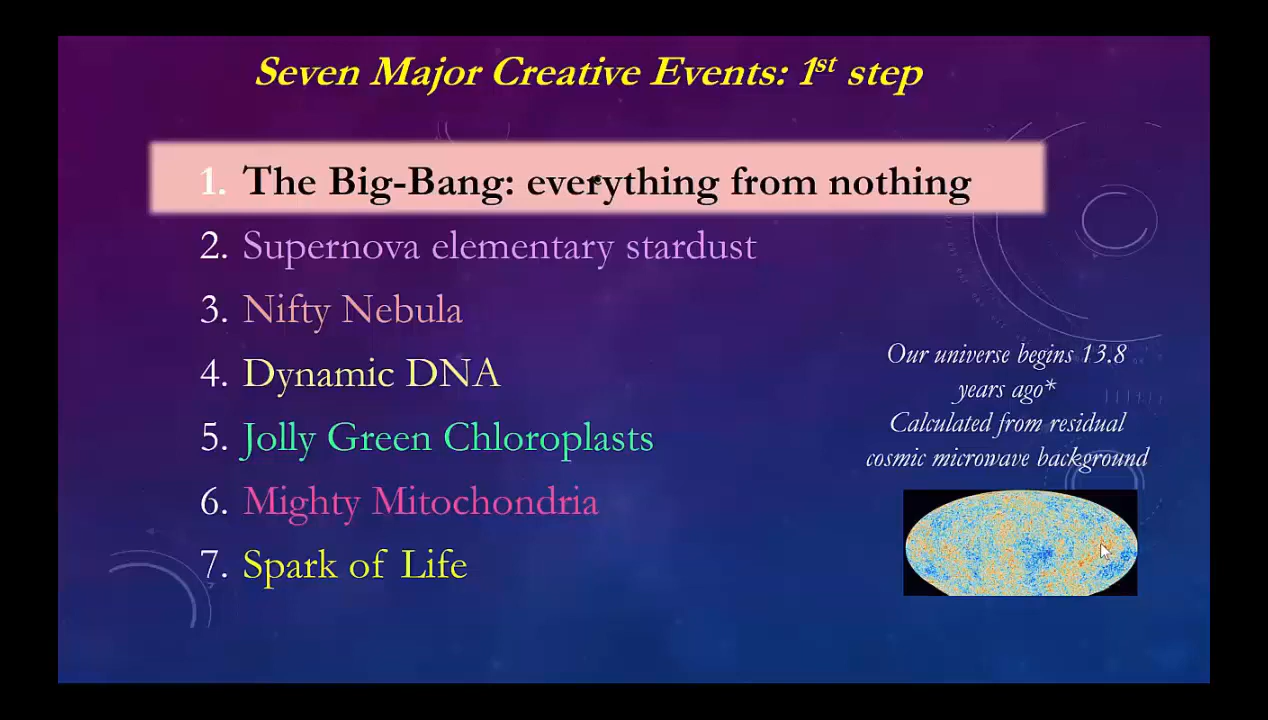 Seven Major Creative Events: 1st step
1. The Big-Bang: everything from nothing
2. Supernova elementary stardust
3. Nifty Nebula
4. Dynamic DNA
5. Jolly Green Chloroplasts
6. Mighty Mitochondria
7. Spark of Life
Our universe begins 13.8
years ago*
Calculated from residual
cosmic microwave background